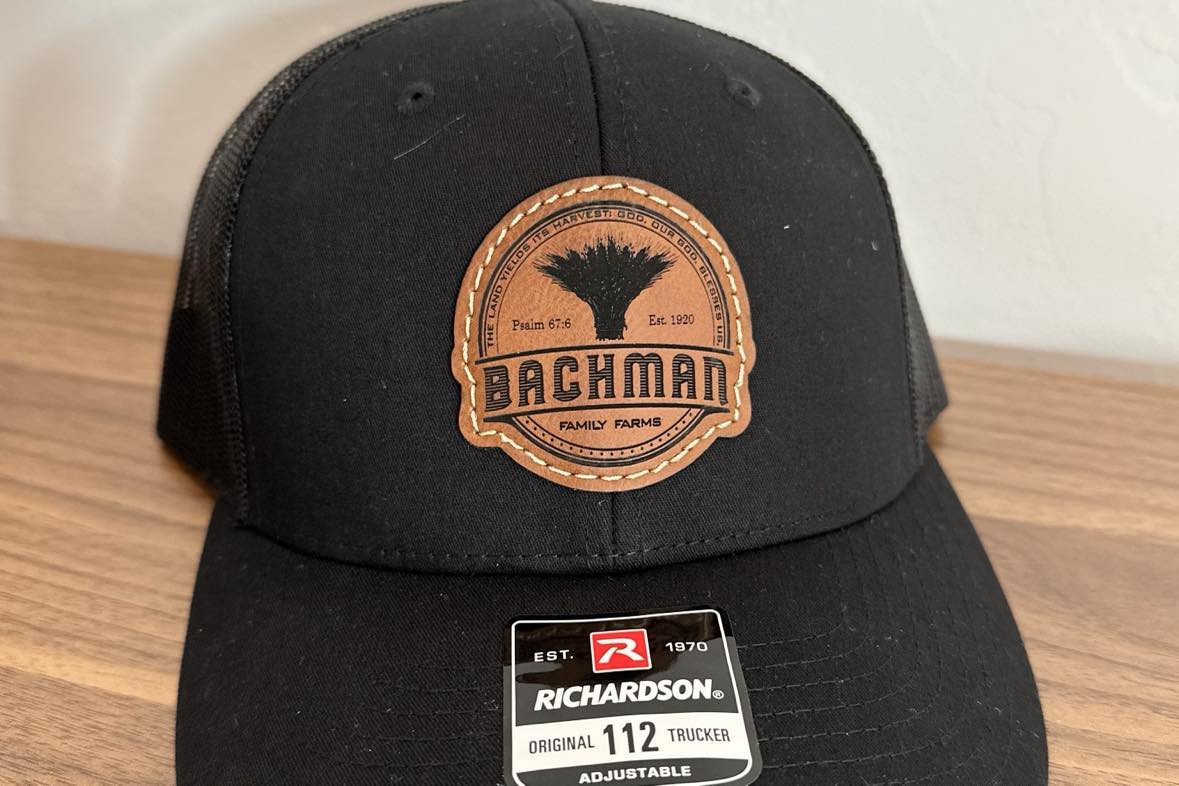 THE LAND YIELDS ITS HARVEST; GOD, OUR GOD, BLESSES US.
Psalm 67:6 Est. 1920
BACHMAN
FAMILY FARMS
EST. R 1970
RICHARDSON®
ORIGINAL 112 TRUCKER
ADJUSTABLE